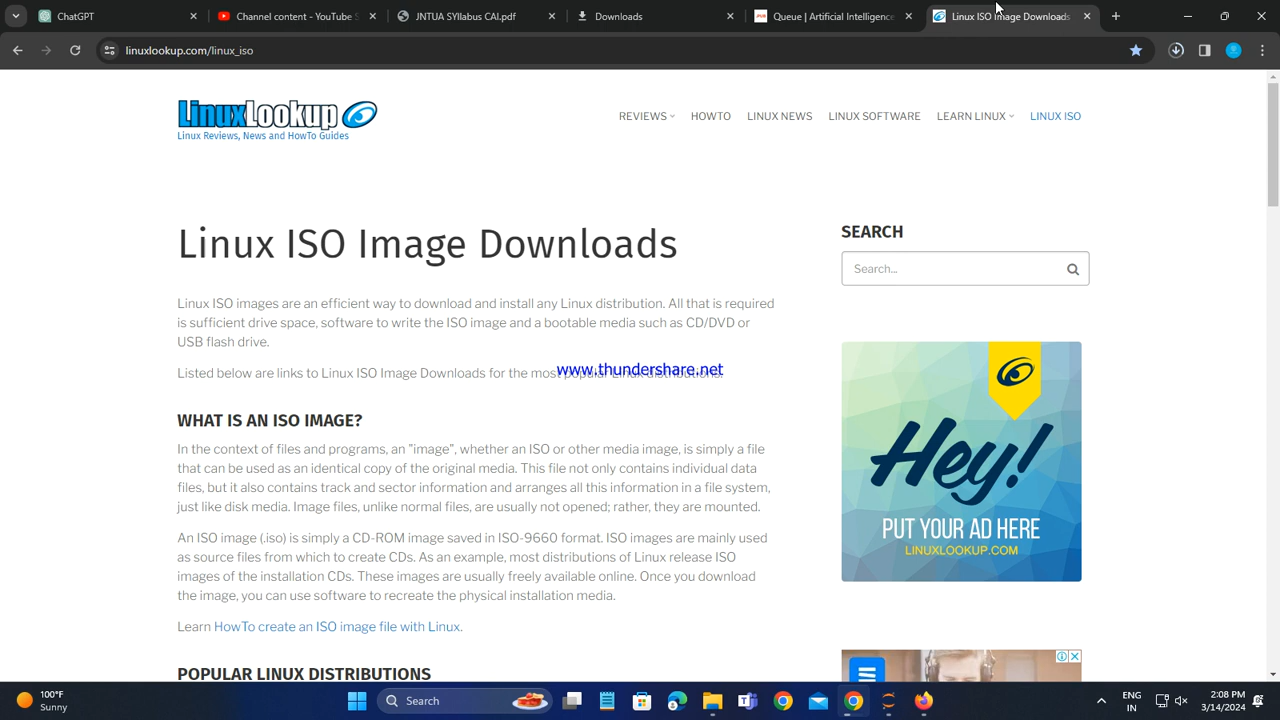 ChatGPT
Channel content - YouTube S
JNTUA SYllabus CAI.pdf
Downloads
Queue | Artificial Intelligence
Linux ISO Image Downloads
linuxlookup.com/linux_iso
LinuxLookup
Linux Reviews, News and HowTo Guides
REVIEWS
HOWTO
LINUX NEWS
LINUX SOFTWARE
LEARN LINUX
LINUX ISO
Linux ISO Image Downloads
Linux ISO images are an efficient way to download and install any Linux distribution. All that is required
is sufficient drive space, software to write the ISO image and a bootable media such as CD/DVD or
USB flash drive.
Listed below are links to Linux ISO Image Downloads for the most popular Linux distributions.
www.thundershare.net
WHAT IS AN ISO IMAGE?
In the context of files and programs, an "image", whether an ISO or other media image, is simply a file
that can be used as an identical copy of the original media. This file not only contains individual data
files, but it also contains track and sector information and arranges all this information in a file system,
just like disk media. Image files, unlike normal files, are usually not opened; rather, they are mounted.
An ISO image (.iso) is simply a CD-ROM image saved in ISO-9660 format. ISO images are mainly used
as source files from which to create CDs. As an example, most distributions of Linux release ISO
images of the installation CDs. These images are usually freely available online. Once you download
the image, you can use software to recreate the physical installation media.
Learn HowTo create an ISO image file with Linux.
POPULAR LINUX DISTRIBUTIONS
SEARCH
Search...
Hey!
PUT YOUR AD HERE
LINUXLOOKUP.COM
100°F
Sunny
Search
ENG
IN
2:08 PM
3/14/2024